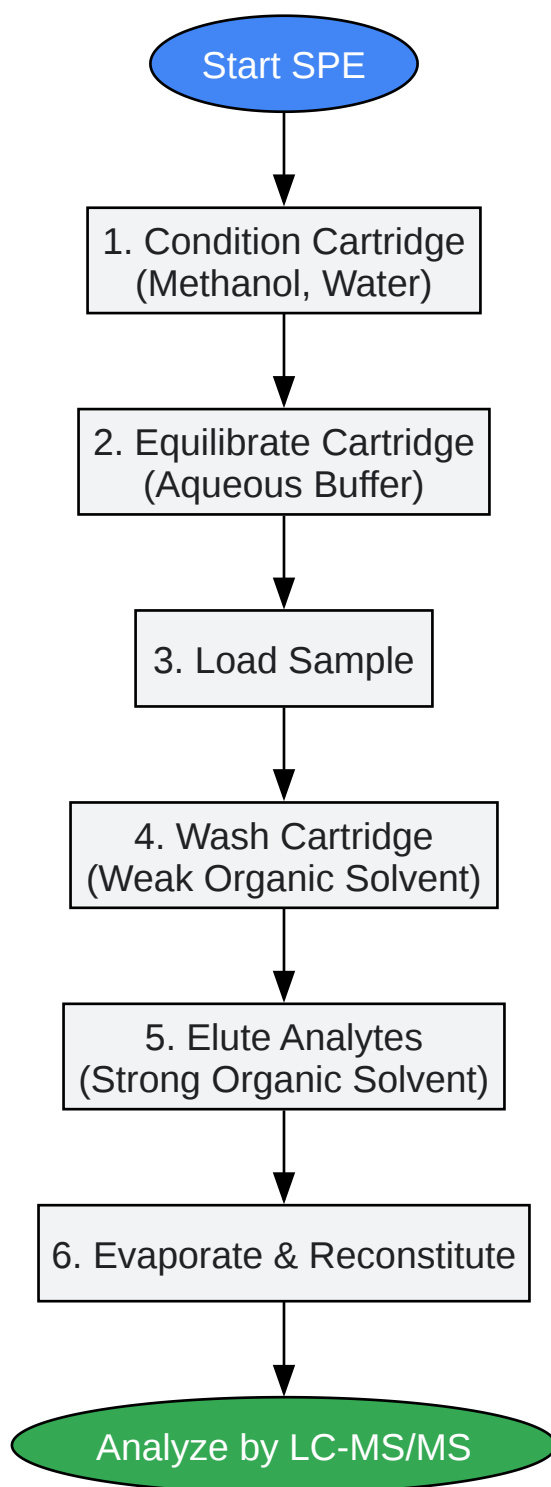 Start SPE
1. Condition Cartridge
(Methanol, Water)
2. Equilibrate Cartridge
(Aqueous Buffer)
3. Load Sample
4. Wash Cartridge
(Weak Organic Solvent)
5. Elute Analytes
(Strong Organic Solvent)
6. Evaporate & Reconstitute
Analyze by LC-MS/MS